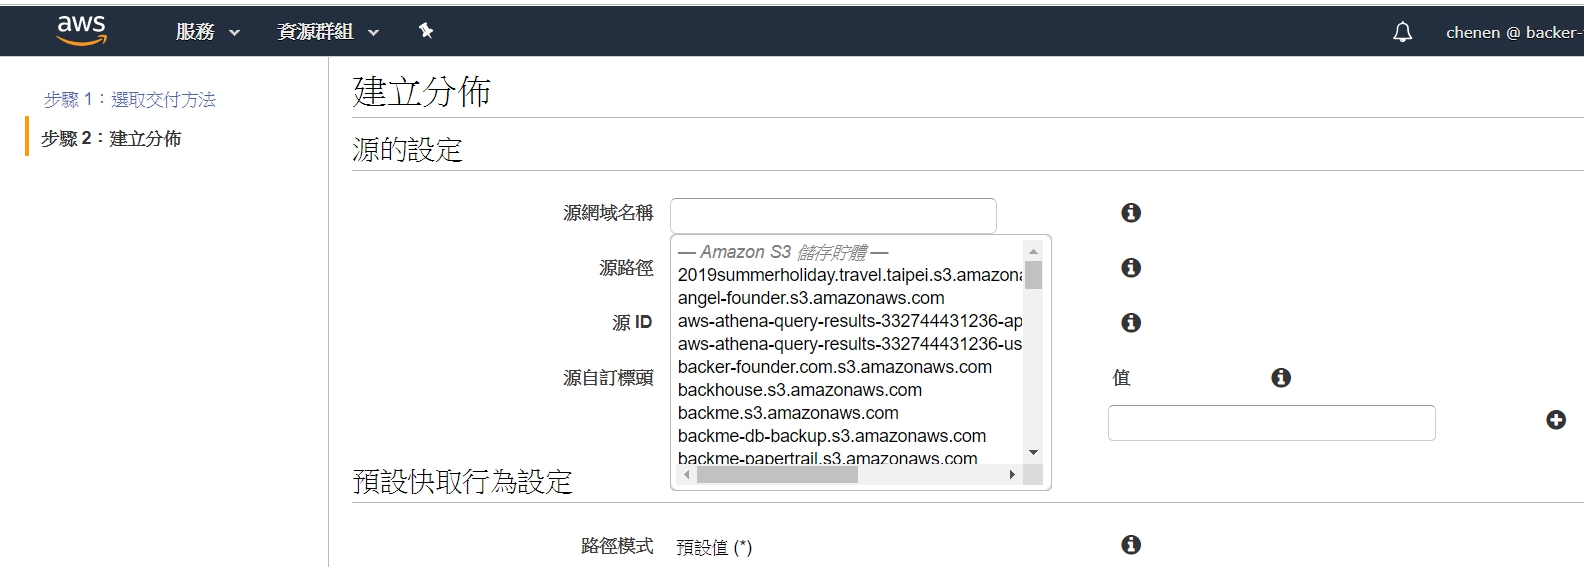 aws
服務
資源群組
chenen @ backer-
步驟 1：選取交付方法
步驟 2：建立分佈
建立分佈
源的設定
源網域名稱
— Amazon S3 儲存貯體 —
2019summerholiday.travel.taipei.s3.amazona
angel-founder.s3.amazonaws.com
aws-athena-query-results-332744431236-ap
aws-athena-query-results-332744431236-us
backer-founder.com.s3.amazonaws.com
backhouse.s3.amazonaws.com
backme.s3.amazonaws.com
backme-db-backup.s3.amazonaws.com
backme-papertrail.s3.amazonaws.com
源路徑
源 ID
源自訂標頭
值
預設快取行為設定
路徑模式
預設值 (*)